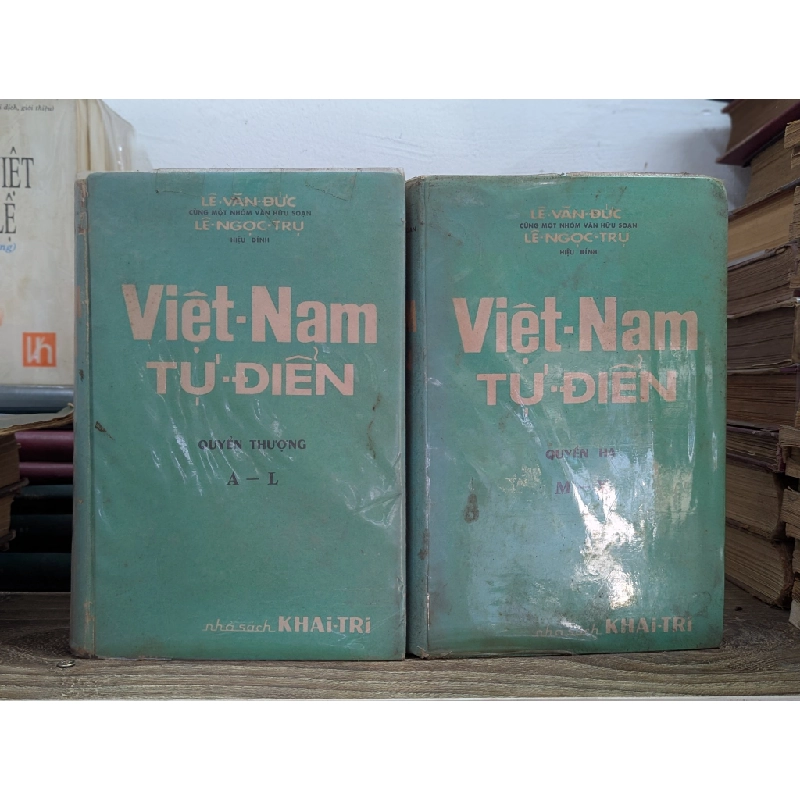 LÊ-VĂN-ĐỨC
CÙNG MỘT NHÓM VĂN HỮU SOẠN
LÊ-NGỌC-TRỤ
HIỆU ĐÍNH
Việt-Nam
TỰ-ĐIỂN
QUYỂN THƯỢNG
A – L
nhà sách KHAI-TRÍ
LÊ-VĂN-ĐỨC
CÙNG MỘT NHÓM VĂN HỮU SOẠN
LÊ-NGỌC-TRỤ
HIỆU ĐÍNH
Việt-Nam
TỰ-ĐIỂN
QUYỂN HẠ
M –
KHAI-TRÍ
IỆT